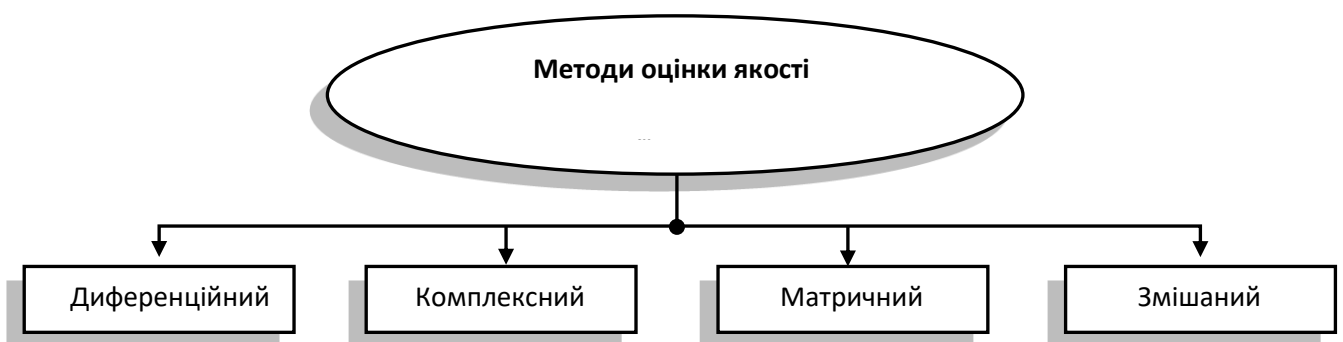 Методи оцінки якості
Диференційний
Комплексний
Матричний
Змішаний